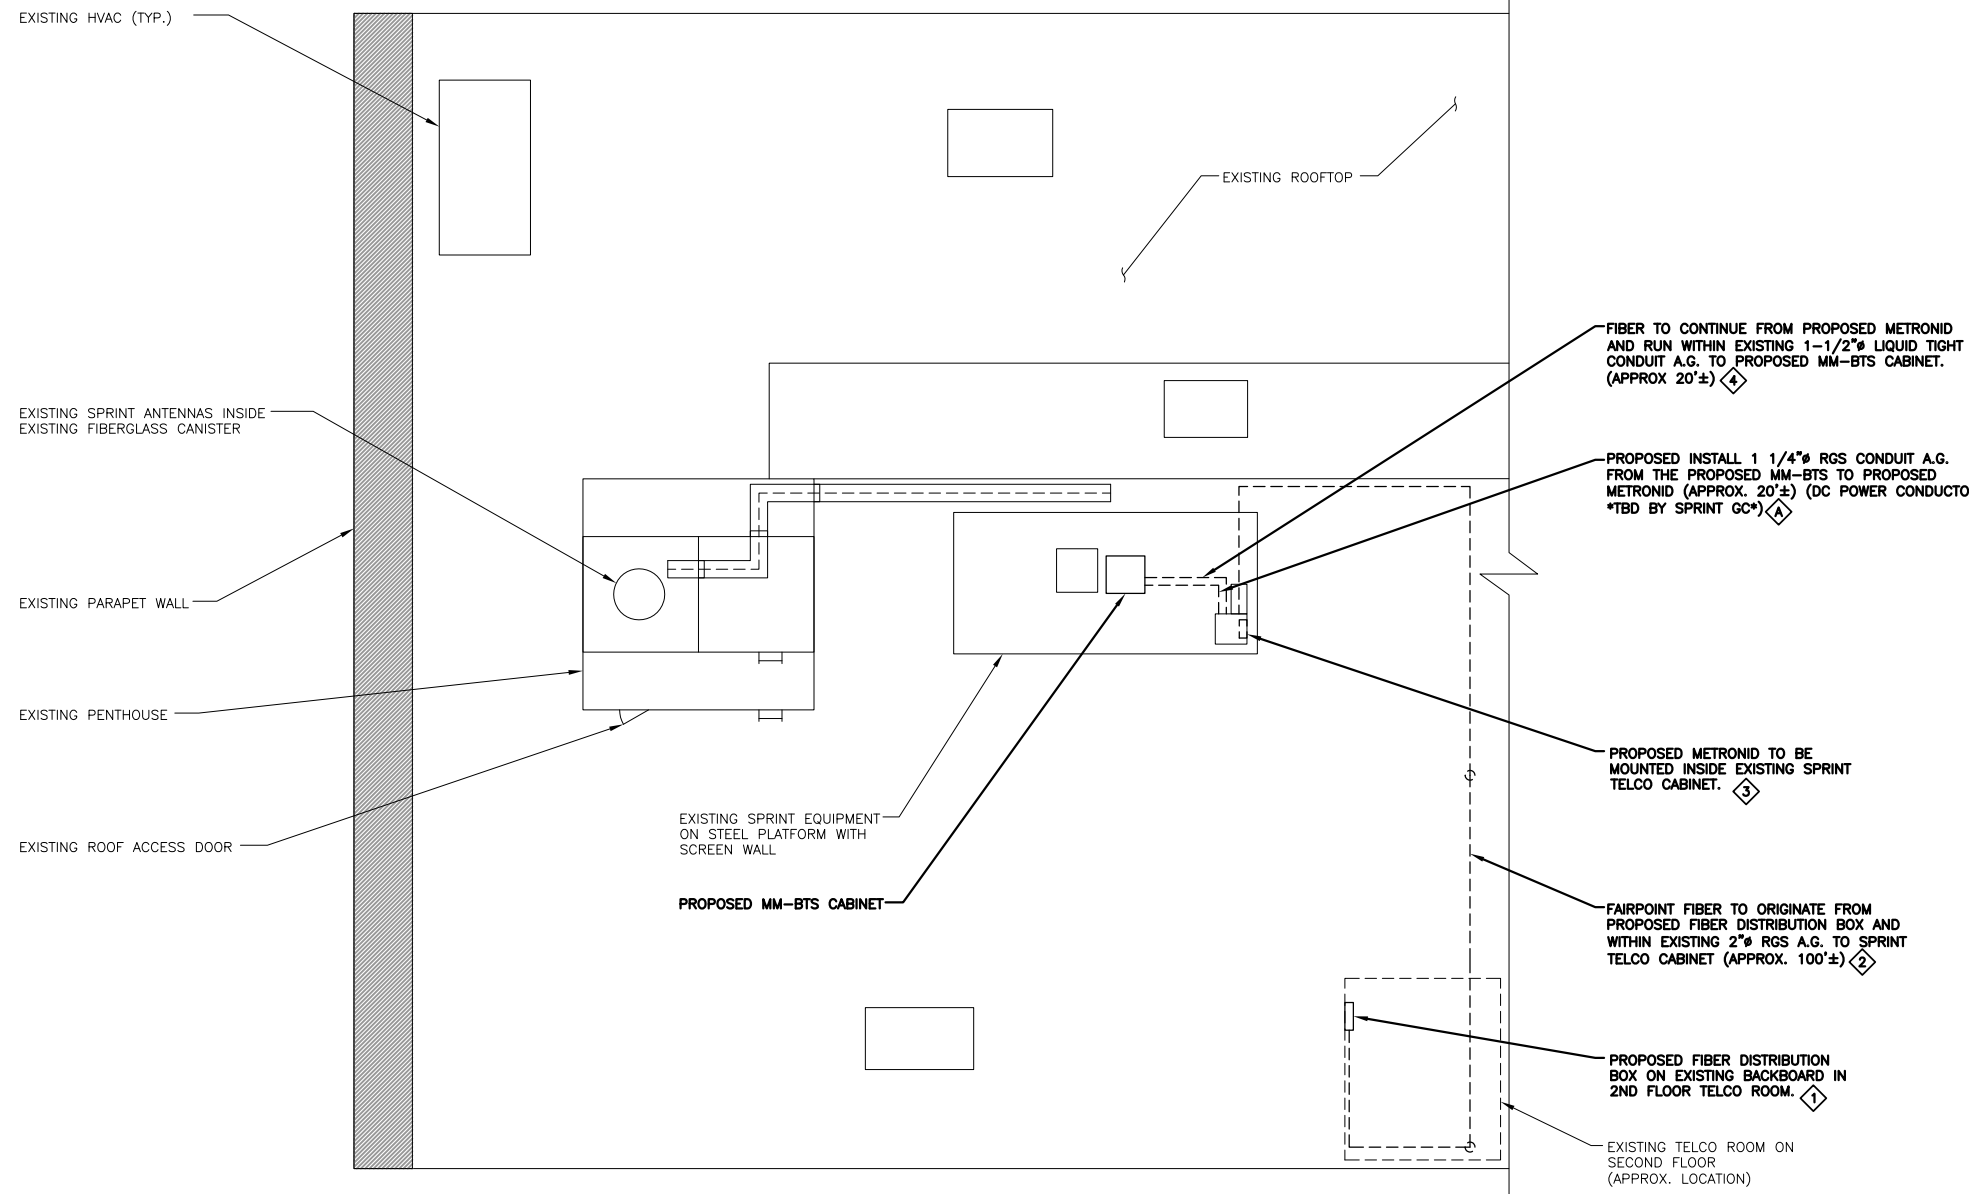 EXISTING HVAC (TYP.)
EXISTING ROOFTOP
FIBER TO CONTINUE FROM PROPOSED METRONID
AND RUN WITHIN EXISTING 1-1/2"ø LIQUID TIGHT
CONDUIT A.G. TO PROPOSED MM-BTS CABINET.
(APPROX 20'±) 4
EXISTING SPRINT ANTENNAS INSIDE
EXISTING FIBERGLASS CANISTER
PROPOSED INSTALL 1 1/4"ø RGS CONDUIT A.G.
FROM THE PROPOSED MM-BTS TO PROPOSED
METRONID (APPROX. 20'±) (DC POWER CONDUCTO
*TBD BY SPRINT GC*) A
EXISTING PARAPET WALL
EXISTING PENTHOUSE
PROPOSED METRONID TO BE
MOUNTED INSIDE EXISTING SPRINT
TELCO CABINET. 3
EXISTING ROOF ACCESS DOOR
EXISTING SPRINT EQUIPMENT
ON STEEL PLATFORM WITH
SCREEN WALL
PROPOSED MM-BTS CABINET
FAIRPOINT FIBER TO ORIGINATE FROM
PROPOSED FIBER DISTRIBUTION BOX AND
WITHIN EXISTING 2"ø RGS A.G. TO SPRINT
TELCO CABINET (APPROX. 100'±) 2
PROPOSED FIBER DISTRIBUTION
BOX ON EXISTING BACKBOARD IN
2ND FLOOR TELCO ROOM. 1
EXISTING TELCO ROOM ON
SECOND FLOOR
(APPROX. LOCATION)